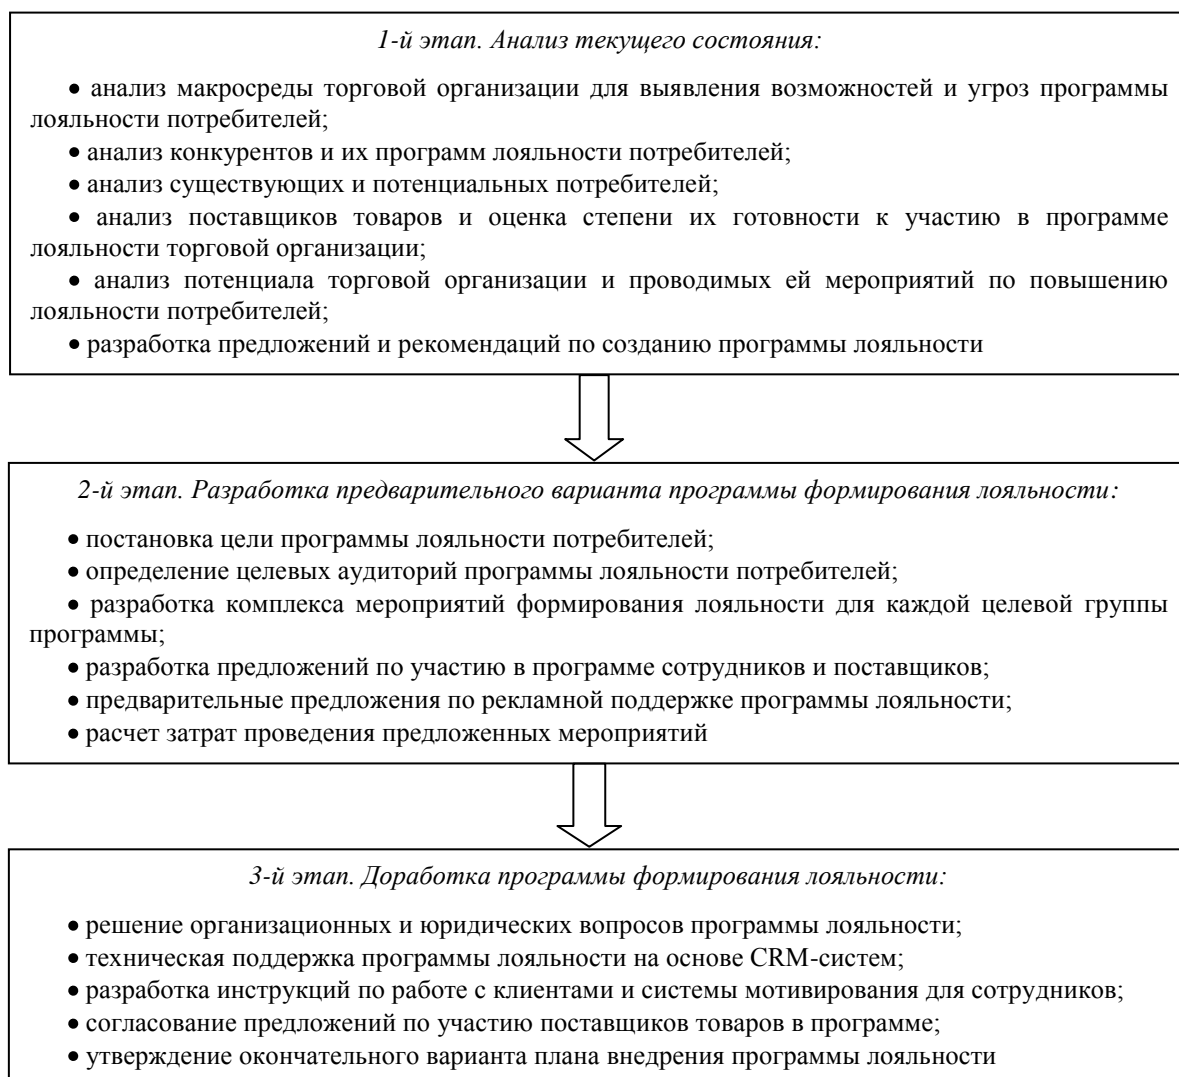 1-й этап. Анализ текущего состояния:
• анализ макросреды торговой организации для выявления возможностей и угроз программы
лояльности потребителей;
• анализ конкурентов и их программ лояльности потребителей;
• анализ существующих и потенциальных потребителей;
• анализ поставщиков товаров и оценка степени их готовности к участию в программе
лояльности торговой организации;
• анализ потенциала торговой организации и проводимых ей мероприятий по повышению
лояльности потребителей;
• разработка предложений и рекомендаций по созданию программы лояльности
2-й этап. Разработка предварительного варианта программы формирования лояльности:
• постановка цели программы лояльности потребителей;
• определение целевых аудиторий программы лояльности потребителей;
• разработка комплекса мероприятий формирования лояльности для каждой целевой группы
программы;
• разработка предложений по участию в программе сотрудников и поставщиков;
• предварительные предложения по рекламной поддержке программы лояльности;
• расчет затрат проведения предложенных мероприятий
3-й этап. Доработка программы формирования лояльности:
• решение организационных и юридических вопросов программы лояльности;
• техническая поддержка программы лояльности на основе CRM-систем;
• разработка инструкций по работе с клиентами и системы мотивирования для сотрудников;
• согласование предложений по участию поставщиков товаров в программе;
• утверждение окончательного варианта плана внедрения программы лояльности